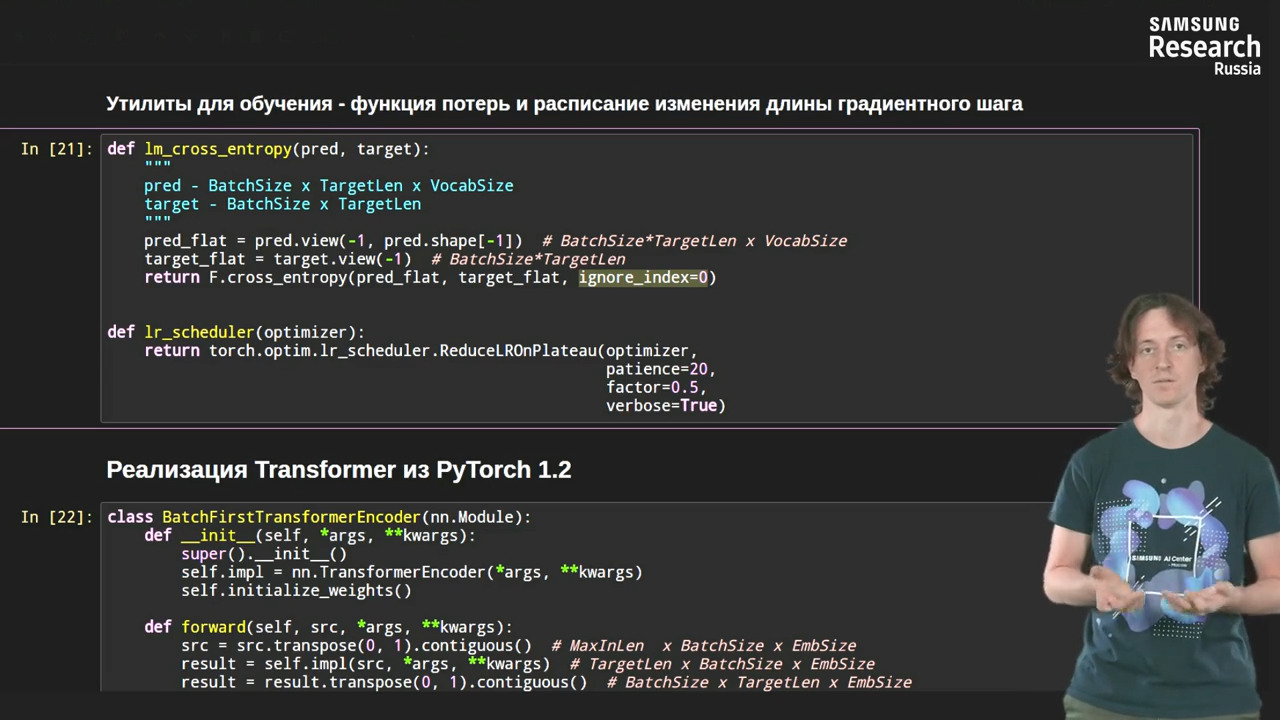 SAMSUNG
Research
Russia
Утилиты для обучения - функция потерь и расписание изменения длины градиентного шага
In [21]:
def lm_cross_entropy(pred, target):
"""
pred - BatchSize x TargetLen x VocabSize
target - BatchSize x TargetLen
"""
pred_flat = pred.view(-1, pred.shape[-1])  # BatchSize*TargetLen x VocabSize
target_flat = target.view(-1)  # BatchSize*TargetLen
return F.cross_entropy(pred_flat, target_flat, ignore_index=0)
def lr_scheduler(optimizer):
return torch.optim.lr_scheduler.ReduceLROnPlateau(optimizer,
patience=20,
factor=0.5,
verbose=True)
Реализация Transformer из PyTorch 1.2
In [22]:
class BatchFirstTransformerEncoder(nn.Module):
def __init__(self, *args, **kwargs):
super().__init__()
self.impl = nn.TransformerEncoder(*args, **kwargs)
self.initialize_weights()
def forward(self, src, *args, **kwargs):
src = src.transpose(0, 1).contiguous()  # MaxInLen  x BatchSize x EmbSize
result = self.impl(src, *args, **kwargs)  # TargetLen x BatchSize x EmbSize
result = result.transpose(0, 1).contiguous()  # BatchSize x TargetLen x EmbSize
SAMSUNG AI Center
- Moscow